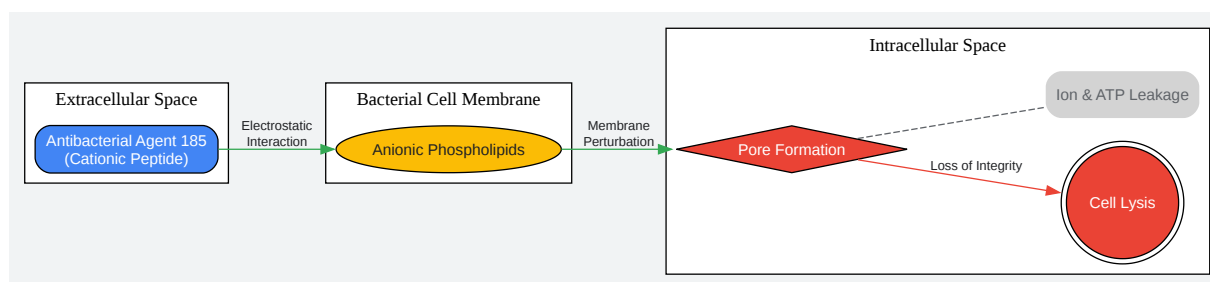 Extracellular Space
Antibacterial Agent 185
(Cationic Peptide)
Electrostatic
Interaction
Bacterial Cell Membrane
Anionic Phospholipids
Membrane
Perturbation
Intracellular Space
Pore Formation
Ion & ATP Leakage
Loss of Integrity
Cell Lysis